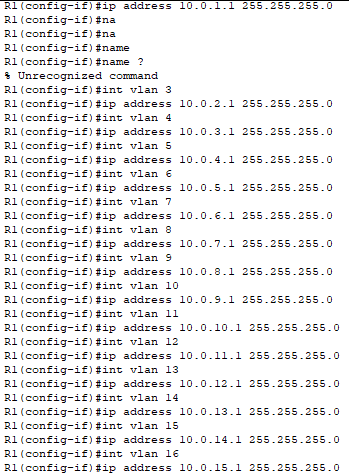 R1(config-if)#ip address 10.0.1.1 255.255.255.0
R1(config-if)#na
R1(config-if)#na
R1(config-if)#name
R1(config-if)#name ?
% Unrecognized command
R1(config-if)#int vlan 3
R1(config-if)#ip address 10.0.2.1 255.255.255.0
R1(config-if)#int vlan 4
R1(config-if)#ip address 10.0.3.1 255.255.255.0
R1(config-if)#int vlan 5
R1(config-if)#ip address 10.0.4.1 255.255.255.0
R1(config-if)#int vlan 6
R1(config-if)#ip address 10.0.5.1 255.255.255.0
R1(config-if)#int vlan 7
R1(config-if)#ip address 10.0.6.1 255.255.255.0
R1(config-if)#int vlan 8
R1(config-if)#ip address 10.0.7.1 255.255.255.0
R1(config-if)#int vlan 9
R1(config-if)#ip address 10.0.8.1 255.255.255.0
R1(config-if)#int vlan 10
R1(config-if)#ip address 10.0.9.1 255.255.255.0
R1(config-if)#int vlan 11
R1(config-if)#ip address 10.0.10.1 255.255.255.0
R1(config-if)#int vlan 12
R1(config-if)#ip address 10.0.11.1 255.255.255.0
R1(config-if)#int vlan 13
R1(config-if)#ip address 10.0.12.1 255.255.255.0
R1(config-if)#int vlan 14
R1(config-if)#ip address 10.0.13.1 255.255.255.0
R1(config-if)#int vlan 15
R1(config-if)#ip address 10.0.14.1 255.255.255.0
R1(config-if)#int vlan 16
R1(config-if)#ip address 10.0.15.1 255.255.255.0